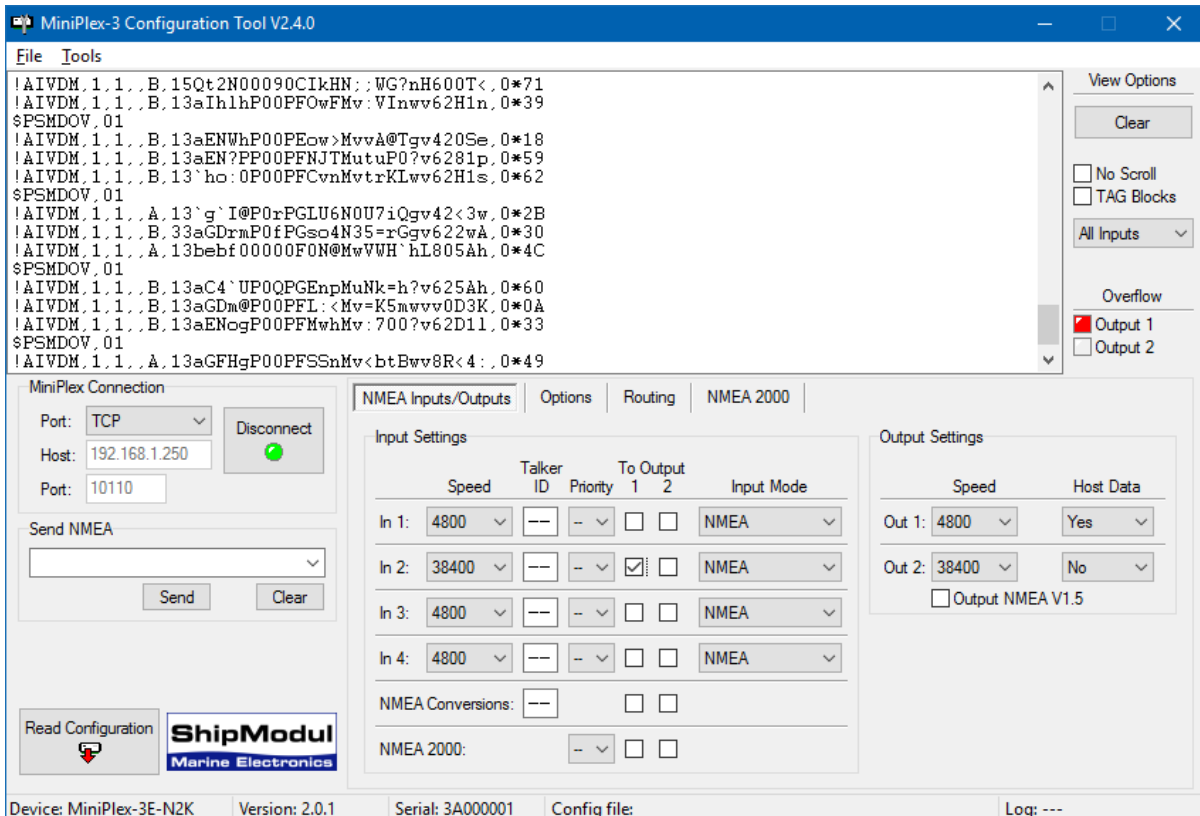 MiniPlex-3 Configuration Tool V2.4.0
File Tools
!AIVDM,1,1,,B,15Qt2N00090CIkHN;;WG?nH600T<,0*71
!AIVDM,1,1,,B,13aIhlhP00PFOwFMv:VInwv62H1n,0*39
$PSMDOV,01
!AIVDM,1,1,,B,13aENWhP00PEow>MvvA@Tgv420Se,0*18
!AIVDM,1,1,,B,13aEN?PP00PFNJTMutuP0?v6281p,0*59
!AIVDM,1,1,,B,13`ho:0P00PFCvnMvtrKLwv62H1s,0*62
$PSMDOV,01
!AIVDM,1,1,,A,13`g`I@P0rPGLU6N0U7iQgv42<3w,0*2B
!AIVDM,1,1,,B,33aGDrmP0fPGso4N35=rGgv622wA,0*30
!AIVDM,1,1,,A,13bebf00000F0N@MwVWH`hL805Ah,0*4C
$PSMDOV,01
!AIVDM,1,1,,B,13aC4`UP0QPGEnpMuNk=h?v625Ah,0*60
!AIVDM,1,1,,B,13aGDm@P00PFL:<Mv=K5mwvv0D3K,0*0A
!AIVDM,1,1,,B,13aENogP00PFMwhMv:700?v62D1l,0*33
$PSMDOV,01
!AIVDM,1,1,,A,13aGFHgP00PFSSnMv<btBwv8R<4:,0*49
View Options
Clear
No Scroll
TAG Blocks
All Inputs
Overflow
Output 1
Output 2
MiniPlex Connection
Port: TCP
Disconnect
Host: 192.168.1.250
Port: 10110
Send NMEA
Send Clear
Read Configuration
ShipModul
Marine Electronics
NMEA Inputs/Outputs Options Routing NMEA 2000
Input Settings
Talker To Output
Speed ID Priority 1 2 Input Mode
In 1: 4800 -- -- NMEA
In 2: 38400 -- -- NMEA
In 3: 4800 -- -- NMEA
In 4: 4800 -- -- NMEA
NMEA Conversions: --
NMEA 2000: --
Output Settings
Speed Host Data
Out 1: 4800 Yes
Out 2: 38400 No
Output NMEA V1.5
Device: MiniPlex-3E-N2K Version: 2.0.1 Serial: 3A000001 Config file: Log: ---